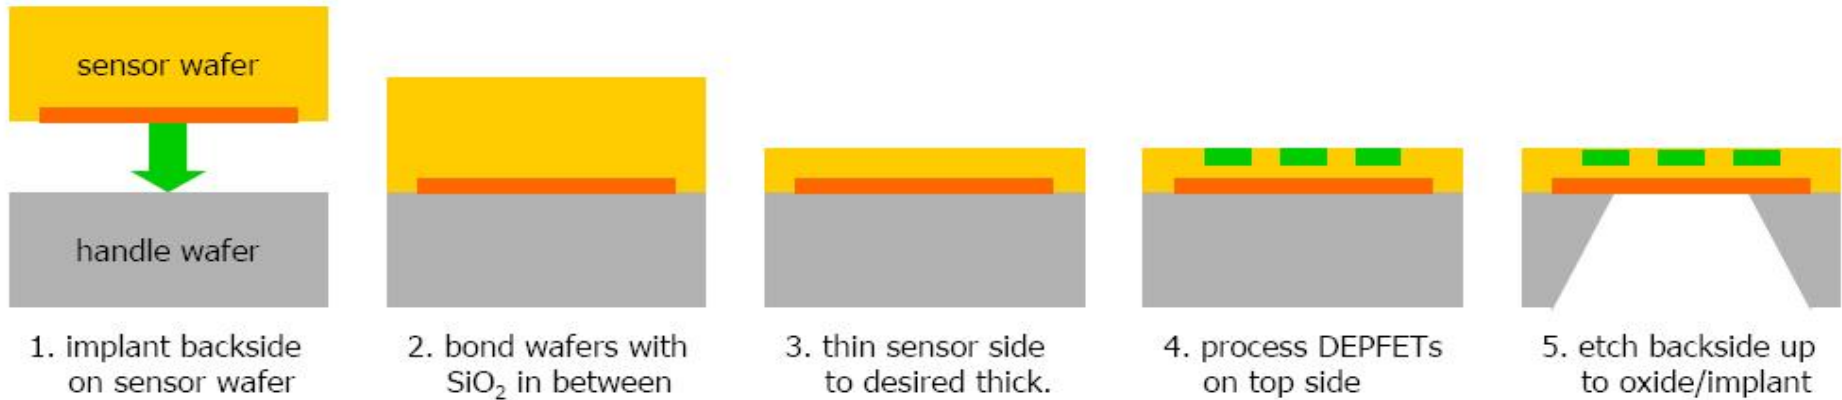 sensor wafer
handle wafer
1. implant backside
on sensor wafer
2. bond wafers with
SiO₂ in between
3. thin sensor side
to desired thick.
4. process DEPFETs
on top side
5. etch backside up
to oxide/implant